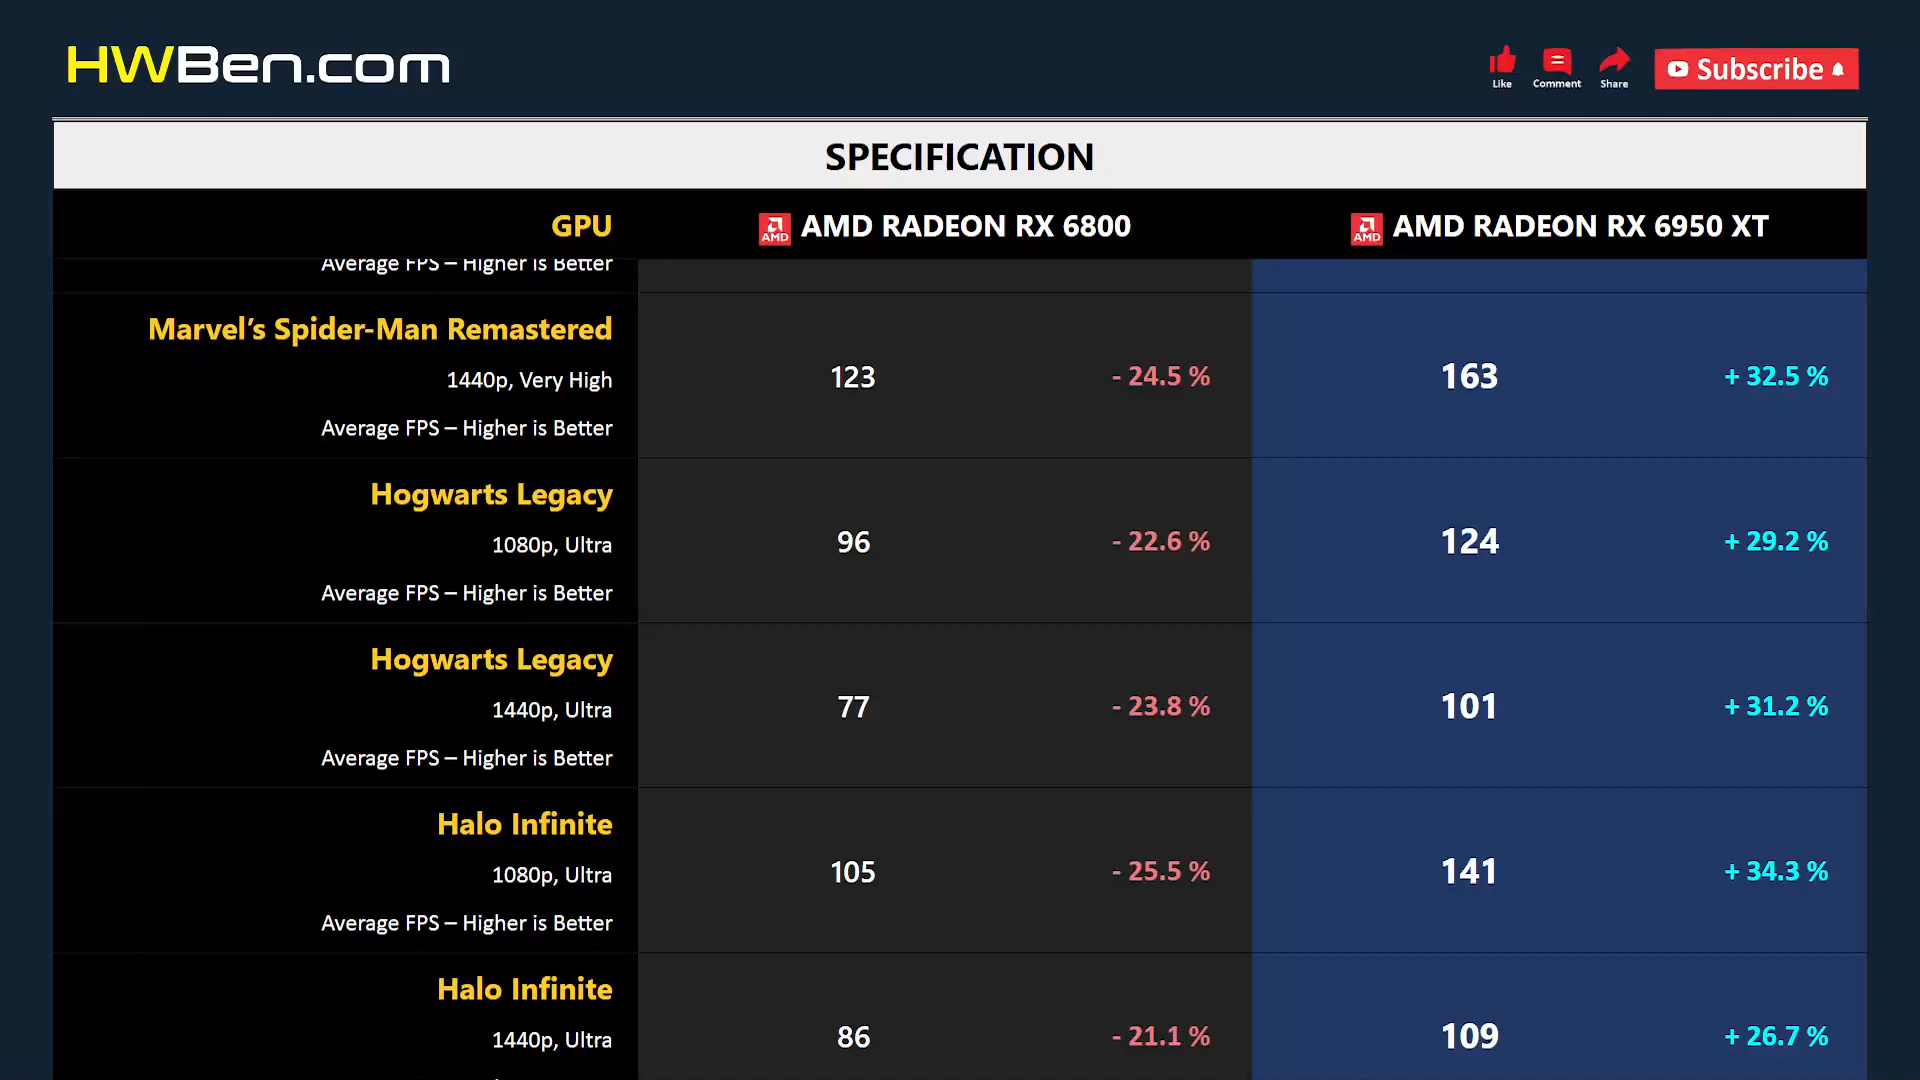 HWBen.com
Like
Comment
Share
Subscribe
SPECIFICATION
GPU
AMD
AMD RADEON RX 6800
AMD
AMD RADEON RX 6950 XT
Average FPS – Higher is Better
Marvel’s Spider-Man Remastered
1440p, Very High
Average FPS – Higher is Better
123
- 24.5 %
163
+ 32.5 %
Hogwarts Legacy
1080p, Ultra
Average FPS – Higher is Better
96
- 22.6 %
124
+ 29.2 %
Hogwarts Legacy
1440p, Ultra
Average FPS – Higher is Better
77
- 23.8 %
101
+ 31.2 %
Halo Infinite
1080p, Ultra
Average FPS – Higher is Better
105
- 25.5 %
141
+ 34.3 %
Halo Infinite
1440p, Ultra
86
- 21.1 %
109
+ 26.7 %